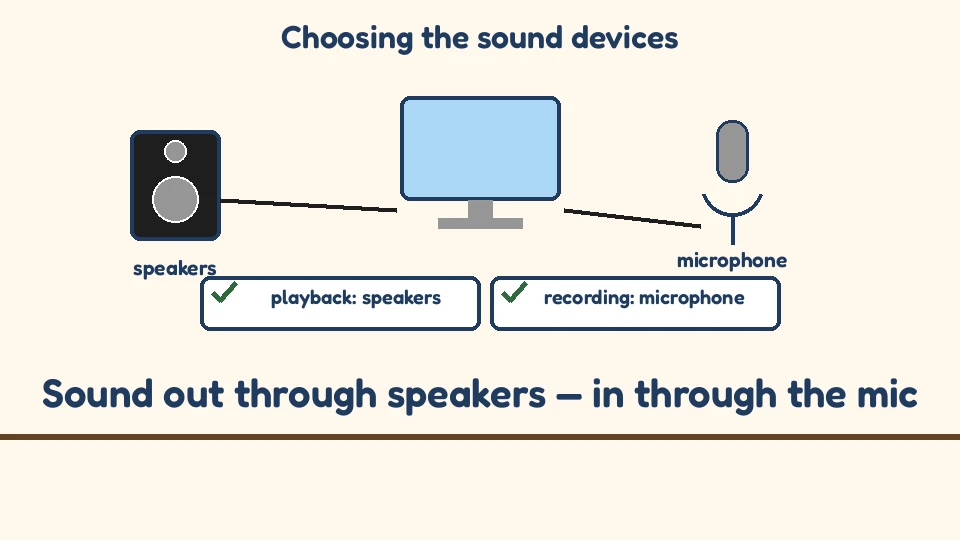 Choosing the sound devices
speakers
microphone
playback: speakers
recording: microphone
Sound out through speakers — in through the mic